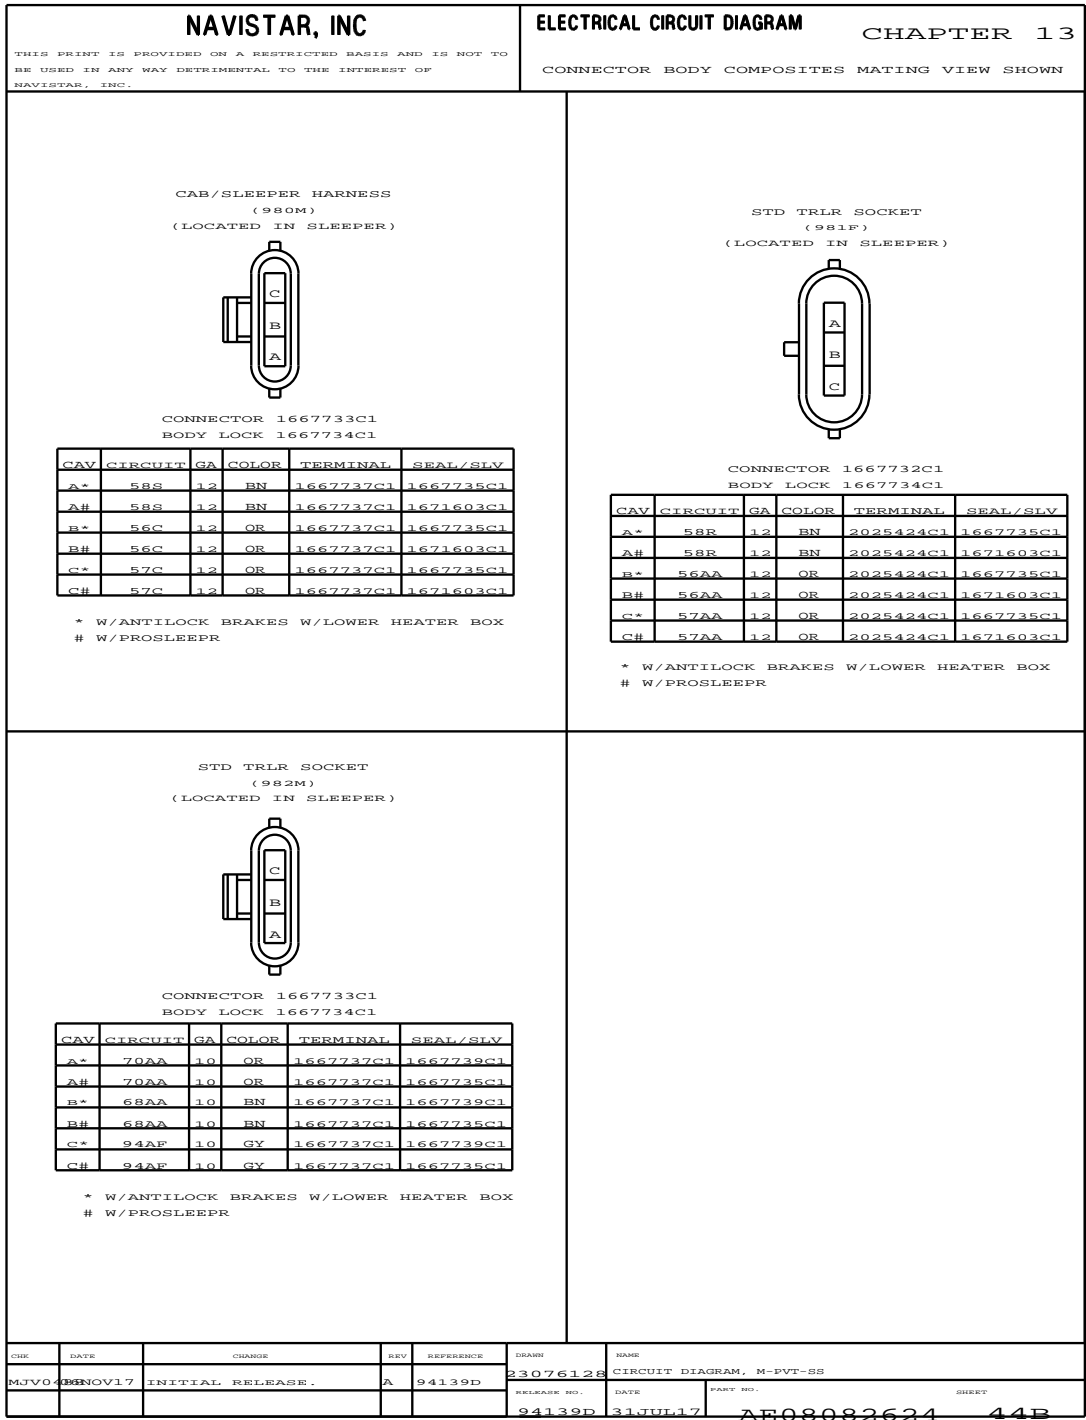 NAVISTAR, INC
THIS PRINT IS PROVIDED ON A RESTRICTED BASIS AND IS NOT TO
BE USED IN ANY WAY DETRIMENTAL TO THE INTEREST OF
NAVISTAR, INC.
ELECTRICAL CIRCUIT DIAGRAM
CHAPTER 13
CONNECTOR BODY COMPOSITES MATING VIEW SHOWN
CAB/SLEEPER HARNESS
(980M)
(LOCATED IN SLEEPER)
C
B
A
CONNECTOR 1667733C1
BODY LOCK 1667734C1
CAV CIRCUIT GA COLOR TERMINAL SEAL/SLV
A* 58S 12 BN 1667737C1 1667735C1
A# 58S 12 BN 1667737C1 1671603C1
B* 56C 12 OR 1667737C1 1667735C1
B# 56C 12 OR 1667737C1 1671603C1
C* 57C 12 OR 1667737C1 1667735C1
C# 57C 12 OR 1667737C1 1671603C1
* W/ANTILOCK BRAKES W/LOWER HEATER BOX
# W/PROSLEEPR
STD TRLR SOCKET
(981F)
(LOCATED IN SLEEPER)
A
B
C
CONNECTOR 1667732C1
BODY LOCK 1667734C1
CAV CIRCUIT GA COLOR TERMINAL SEAL/SLV
A* 58R 12 BN 2025424C1 1667735C1
A# 58R 12 BN 2025424C1 1671603C1
B* 56AA 12 OR 2025424C1 1667735C1
B# 56AA 12 OR 2025424C1 1671603C1
C* 57AA 12 OR 2025424C1 1667735C1
C# 57AA 12 OR 2025424C1 1671603C1
* W/ANTILOCK BRAKES W/LOWER HEATER BOX
# W/PROSLEEPR
STD TRLR SOCKET
(982M)
(LOCATED IN SLEEPER)
C
B
A
CONNECTOR 1667733C1
BODY LOCK 1667734C1
CAV CIRCUIT GA COLOR TERMINAL SEAL/SLV
A* 70AA 10 OR 1667737C1 1667739C1
A# 70AA 10 OR 1667737C1 1667735C1
B* 68AA 10 BN 1667737C1 1667739C1
B# 68AA 10 BN 1667737C1 1667735C1
C* 94AF 10 GY 1667737C1 1667739C1
C# 94AF 10 GY 1667737C1 1667735C1
* W/ANTILOCK BRAKES W/LOWER HEATER BOX
# W/PROSLEEPR
CHK DATE CHANGE REV REFERENCE
INITIAL RELEASE. A 94139D
DRAWN
23076128
NAME
CIRCUIT DIAGRAM, M-PVT-SS
RELEASE NO.
94139D
DATE
31JUL17
PART NO.
AE08082624
SHEET
44B